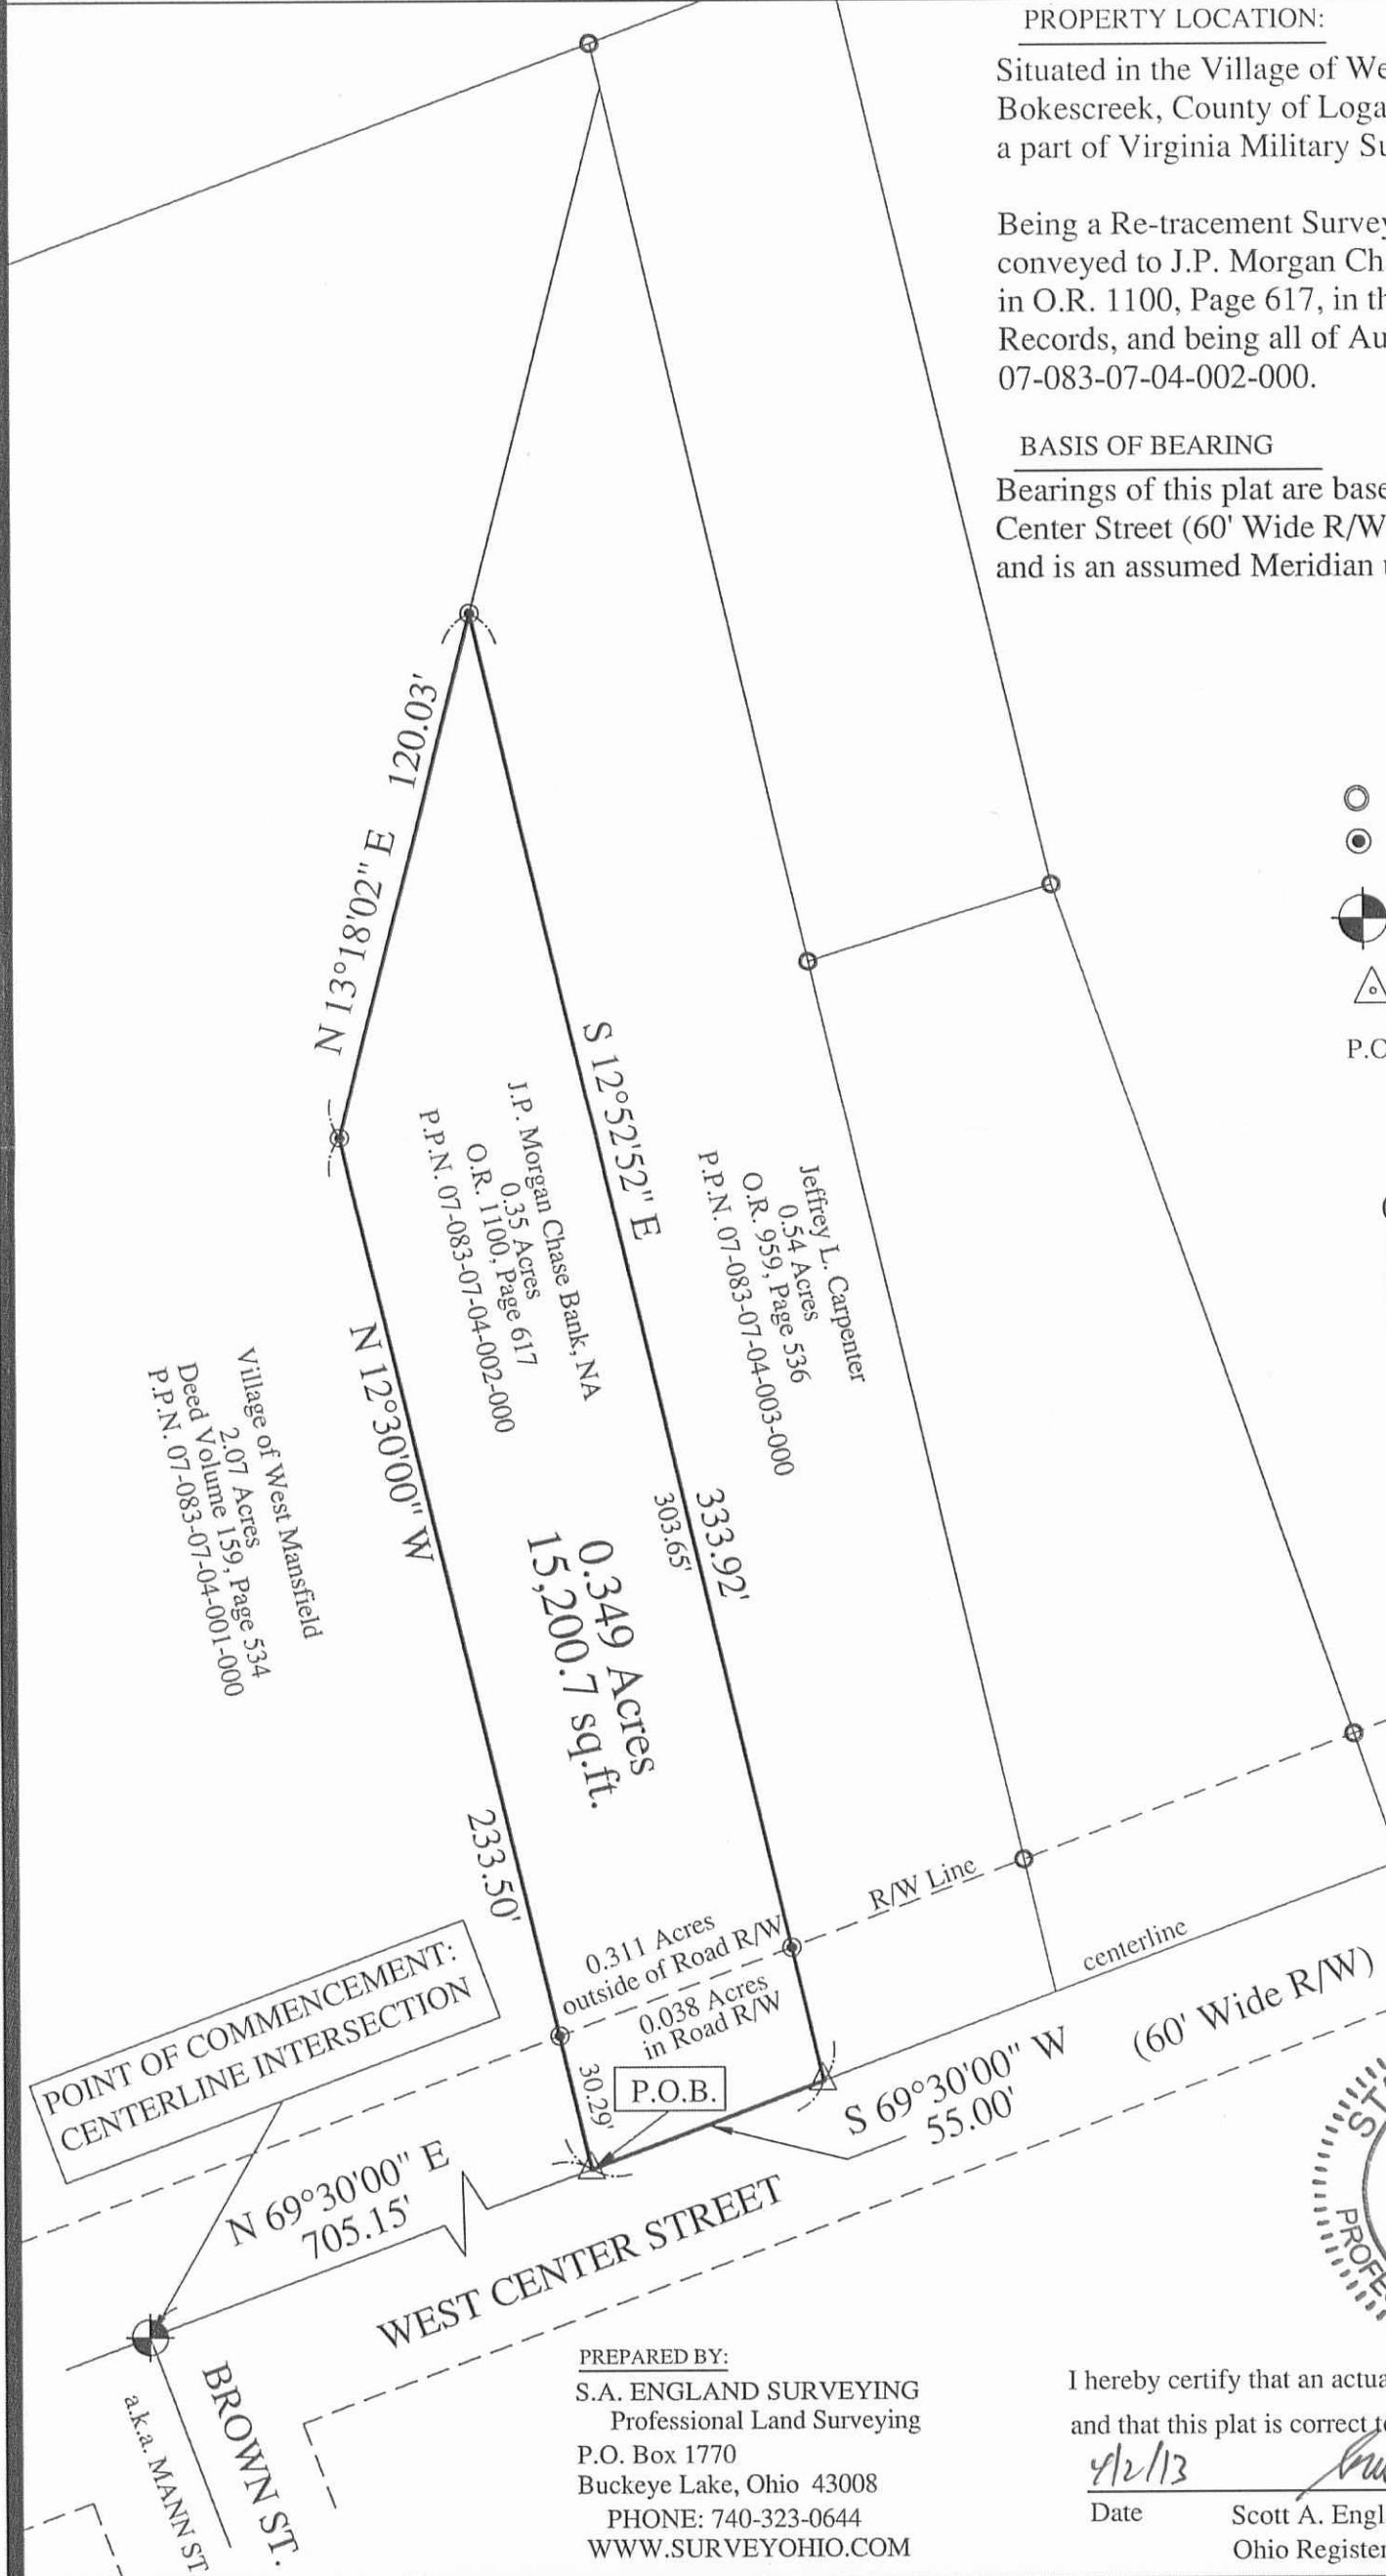 PROPERTY LOCATION:
Situated in the Village of We
Bokescreek, County of Loga
a part of Virginia Military Su
Being a Re-tracement Survey
conveyed to J.P. Morgan Ch
in O.R. 1100, Page 617, in th
Records, and being all of Au
07-083-07-04-002-000.
BASIS OF BEARING
Bearings of this plat are base
Center Street (60' Wide R/W
and is an assumed Meridian u
P.O
N 13°18'02" E 120.03'
S 12°52'52" E
333.92'
303.65'
J.P. Morgan Chase Bank, NA
0.35 Acres
O.R. 1100, Page 617
P.P.N. 07-083-07-04-002-000
Jeffrey L. Carpenter
0.54 Acres
O.R. 959, Page 536
P.P.N. 07-083-07-04-003-000
N 12°30'00" W
233.50'
Village of West Mansfield
2.07 Acres
Deed Volume 159, Page 534
P.P.N. 07-083-07-04-001-000
0.349 Acres
15,200.7 sq.ft.
R/W Line
centerline
0.311 Acres
outside of Road R/W
0.038 Acres
in Road R/W
30.29'
P.O.B.
S 69°30'00" W
55.00'
(60' Wide R/W)
POINT OF COMMENCEMENT:
CENTERLINE INTERSECTION
N 69°30'00" E
705.15'
WEST CENTER STREET
BROWN ST.
a.k.a. MANN ST
ST
PROFE
PREPARED BY:
S.A. ENGLAND SURVEYING
Professional Land Surveying
P.O. Box 1770
Buckeye Lake, Ohio 43008
PHONE: 740-323-0644
WWW.SURVEYOHIO.COM
I hereby certify that an actua
and that this plat is correct to
4/2/13
Date
Scott A. Engl
Ohio Register